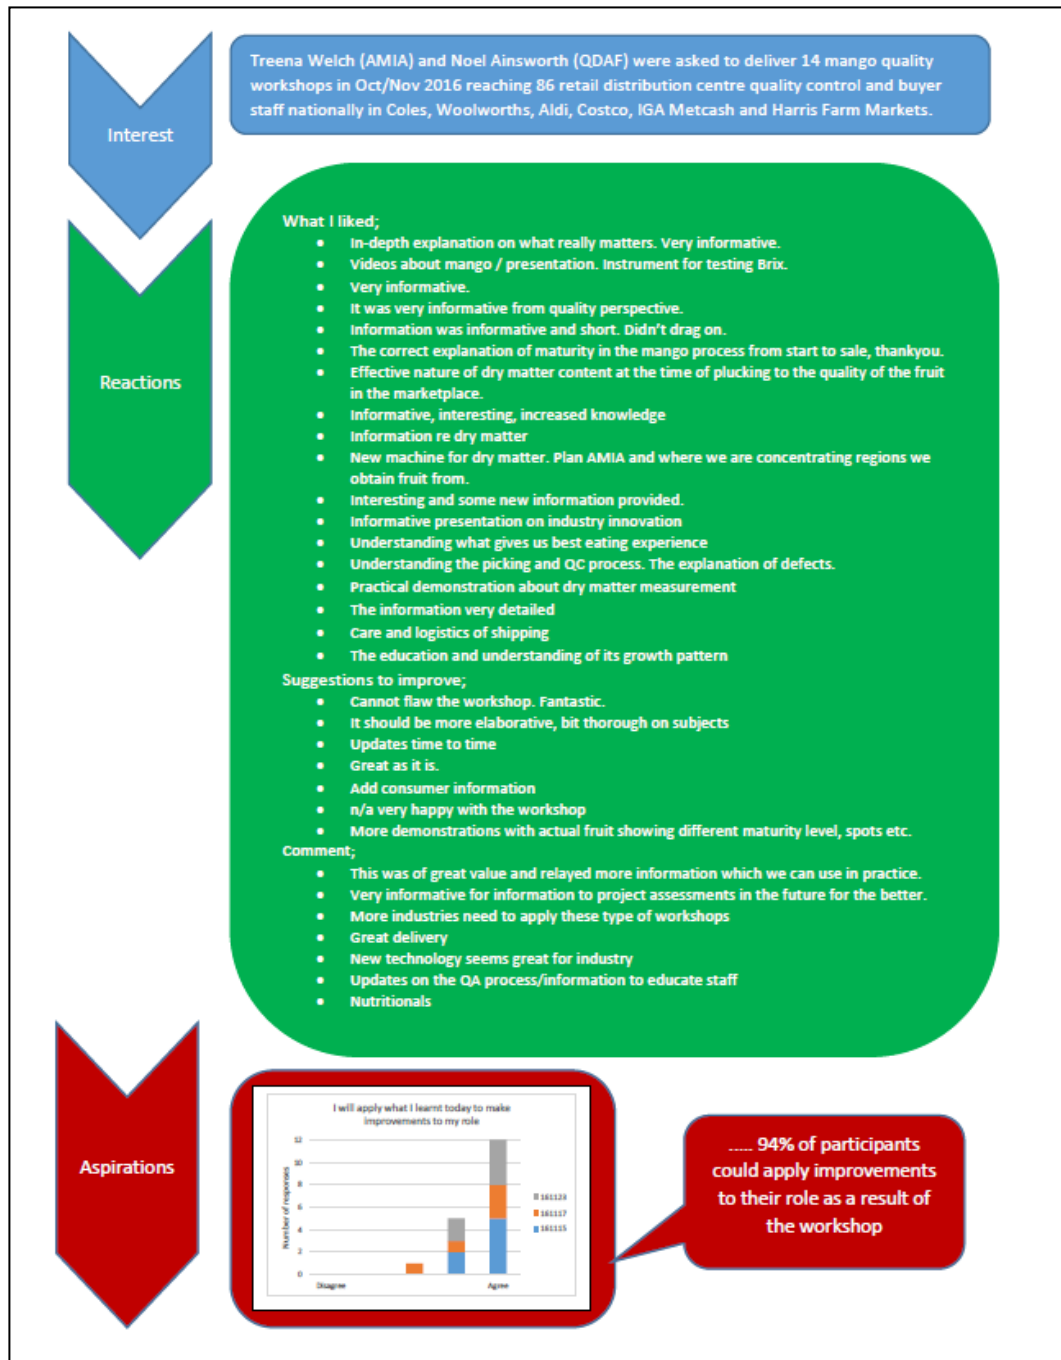 Interest
Treena Welch (AMIA) and Noel Ainsworth (QDAF) were asked to deliver 14 mango quality
workshops in Oct/Nov 2016 reaching 86 retail distribution centre quality control and buyer
staff nationally in Coles, Woolworths, Aldi, Costco, IGA Metcash and Harris Farm Markets.
Reactions
What I liked;
• In-depth explanation on what really matters. Very informative.
• Videos about mango / presentation. Instrument for testing Brix.
• Very informative.
• It was very informative from quality perspective.
• Information was informative and short. Didn't drag on.
• The correct explanation of maturity in the mango process from start to sale, thankyou.
• Effective nature of dry matter content at the time of plucking to the quality of the fruit
in the marketplace.
• Informative, interesting, increased knowledge
• Information re dry matter
• New machine for dry matter. Plan AMIA and where we are concentrating regions we
obtain fruit from.
• Interesting and some new information provided.
• Informative presentation on industry innovation
• Understanding what gives us best eating experience
• Understanding the picking and QC process. The explanation of defects.
• Practical demonstration about dry matter measurement
• The information very detailed
• Care and logistics of shipping
• The education and understanding of its growth pattern
Suggestions to improve;
• Cannot flaw the workshop. Fantastic.
• It should be more elaborative, bit thorough on subjects
• Updates time to time
• Great as it is.
• Add consumer information
• n/a very happy with the workshop
• More demonstrations with actual fruit showing different maturity level, spots etc.
Comment;
• This was of great value and relayed more information which we can use in practice.
• Very informative for information to project assessments in the future for the better.
• More industries need to apply these type of workshops
• Great delivery
• New technology seems great for industry
• Updates on the QA process/information to educate staff
• Nutritionals
Aspirations
I will apply what I learnt today to make
improvements to my role
Number of responses
12
10
8
6
4
2
0
Disagree
Agree
161123
161117
161115
..... 94% of participants
could apply improvements
to their role as a result of
the workshop